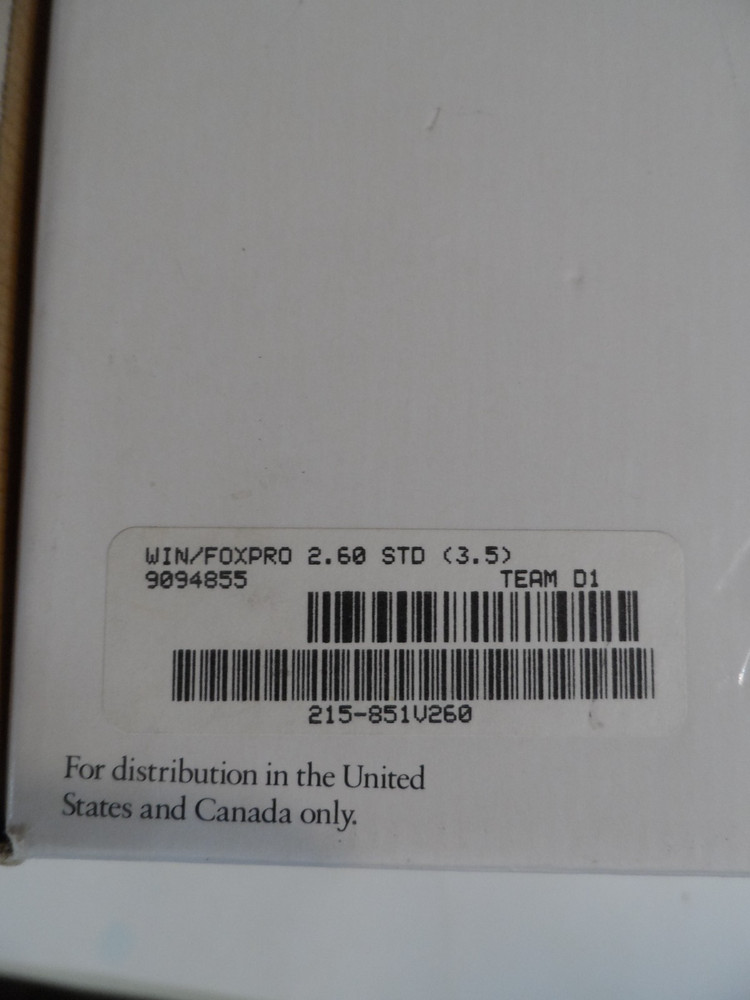 WIN/FOXPRO 2.60 STD (3.5)
9094855 TEAM D1
215-851V260
For distribution in the United
States and Canada only.